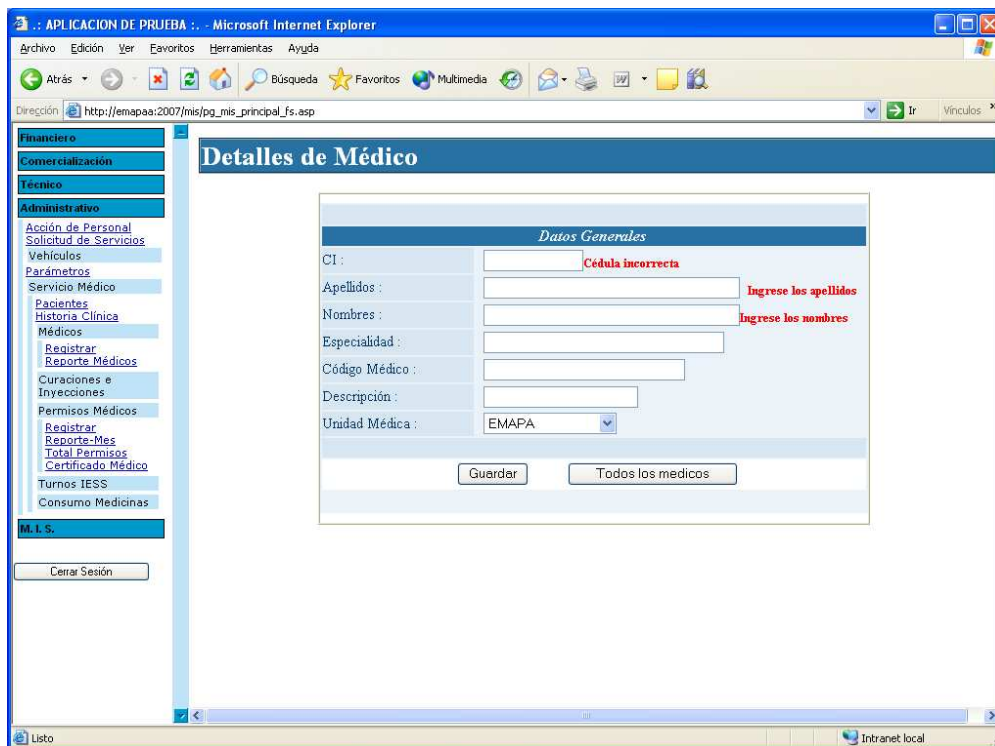 .: APLICACION DE PRUEBA :. - Microsoft Internet Explorer
Archivo Edición Ver Favoritos Herramientas Ayuda
Atrás Búsqueda Favoritos Multimedia
Dirección http://emapaa:2007/mis/pg_mis_principal_fs.asp Ir Vínculos »
Financiero
Comercialización
Técnico
Administrativo
Acción de Personal
Solicitud de Servicios
Vehículos
Parámetros
Servicio Médico
Pacientes
Historia Clínica
Médicos
Registrar
Reporte Médicos
Curaciones e
Inyecciones
Permisos Médicos
Registrar
Reporte-Mes
Total Permisos
Certificado Médico
Turnos IESS
Consumo Medicinas
M. I. S.
Cerrar Sesión
Detalles de Médico
Datos Generales
CI : Cédula incorrecta
Apellidos : Ingrese los apellidos
Nombres : Ingrese los nombres
Especialidad :
Código Médico :
Descripción :
Unidad Médica : EMAPA
Guardar Todos los medicos
Listo Intranet local